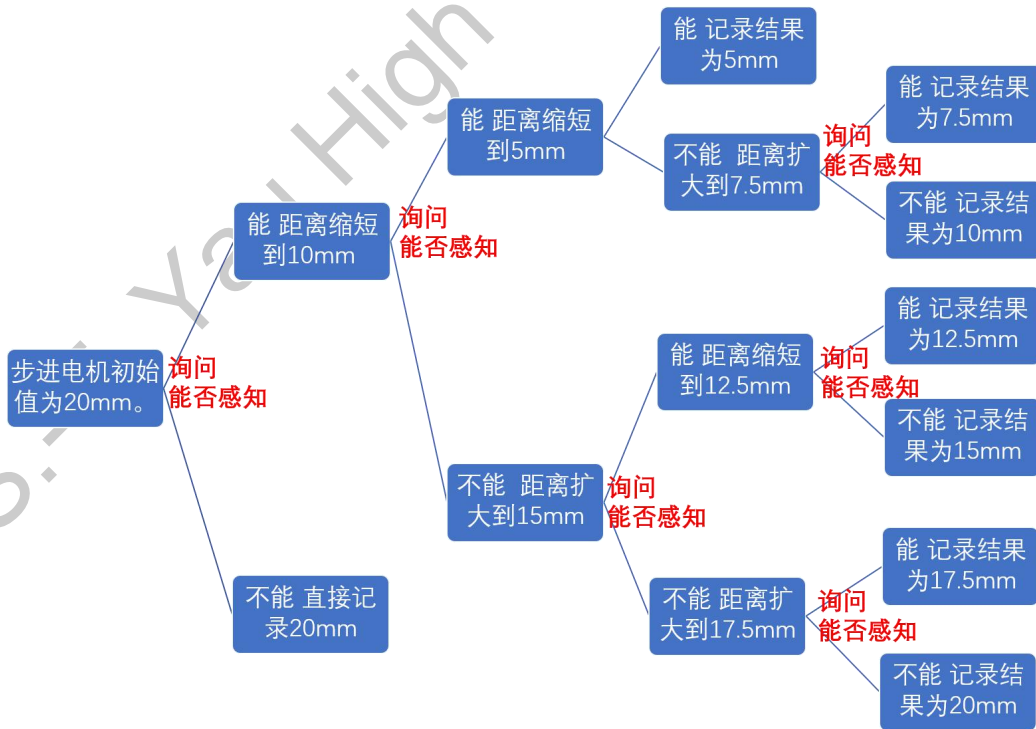 步进电机初始
值为20mm。
询问
能否感知
能 距离缩短
到10mm
不能 直接记
录20mm
询问
能否感知
能 距离缩短
到5mm
不能 距离扩
大到15mm
能 记录结果
为5mm
不能 距离扩
大到7.5mm
询问
能否感知
能 记录结果
为7.5mm
不能 记录结
果为10mm
询问
能否感知
能 距离缩短
到12.5mm
询问
能否感知
能 记录结果
为12.5mm
不能 记录结
果为15mm
不能 距离扩
大到17.5mm
询问
能否感知
能 记录结果
为17.5mm
不能 记录结
果为20mm
S.-
Yau High